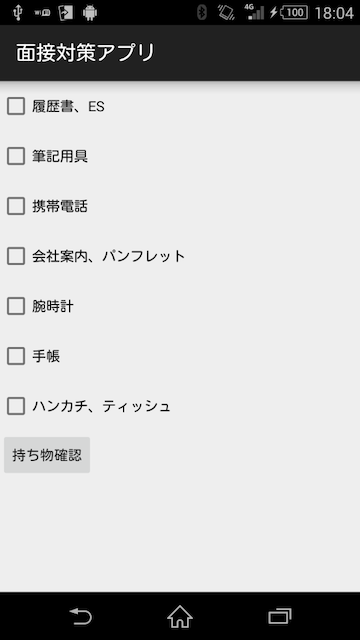 4G 100 18:04
面接対策アプリ
履歴書、ES
筆記用具
携帯電話
会社案内、パンフレット
腕時計
手帳
ハンカチ、ティッシュ
持ち物確認